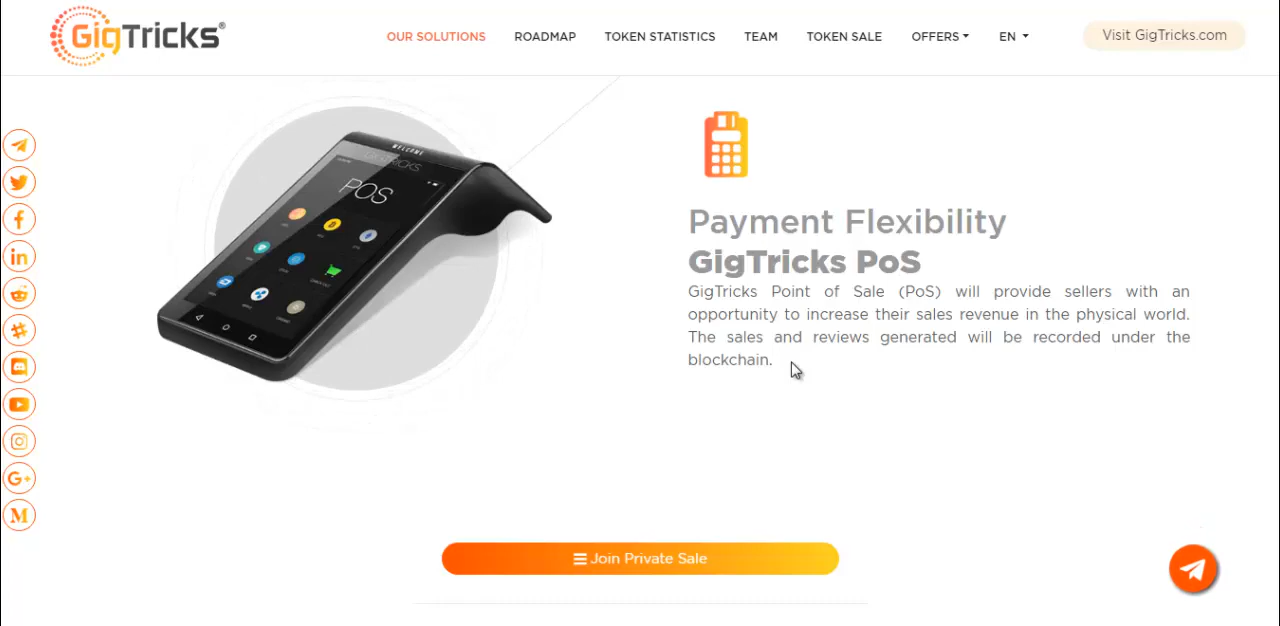 GigTricks®
OUR SOLUTIONS
ROADMAP
TOKEN STATISTICS
TEAM
TOKEN SALE
OFFERS
EN
Visit GigTricks.com
WELCOME
GIGTRICKS
POS
Payment Flexibility
GigTricks PoS
GigTricks Point of Sale (PoS) will provide sellers with an
opportunity to increase their sales revenue in the physical world.
The sales and reviews generated will be recorded under the
blockchain.
Join Private Sale